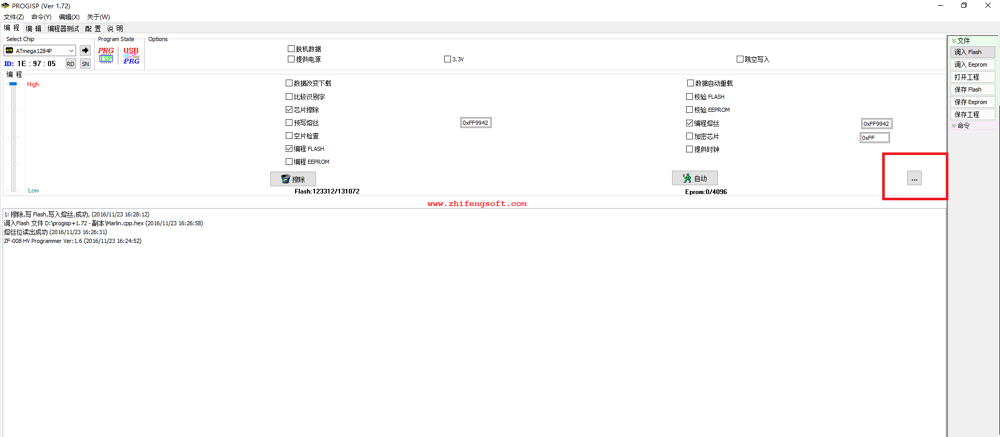 PROGISP (Ver 1.72)
文件(Z) 命令(Y) 编辑(X) 关于(W)
编 程 编 辑 编程器测试 配 置 说 明
Select Chip Program State Options
ATmega1284P
ID: 1E : 97 : 05 RD SN
PRG ISP USB PRG
脱机数据
提供电源 3.3V 跳空写入
编 程
High
Low
数据改变下载 数据自动重载
比较识别字 校验 FLASH
芯片擦除 校验 EEPROM
预写熔丝 0xFF9942 编程熔丝 0xFF9942
空片检查 加密芯片 0xFF
编程 FLASH 提供时钟
编程 EEPROM
擦除 自动 ...
Flash:123312/131072 Eprom:0/4096
www.zhifengsoft.com
1: 擦除,写 Flash,写入熔丝,成功, (2016/11/23 16:28:12)
调入Flash 文件 D:\progisp+1.72 - 副本\Marlin.cpp.hex (2016/11/23 16:26:58)
熔丝位读出成功 (2016/11/23 16:26:31)
ZF-008 HV Programmer Ver:1.6 (2016/11/23 16:24:52)
文件
调入 Flash
调入 Eeprom
打开工程
保存 Flash
保存 Eeprom
保存工程
命令